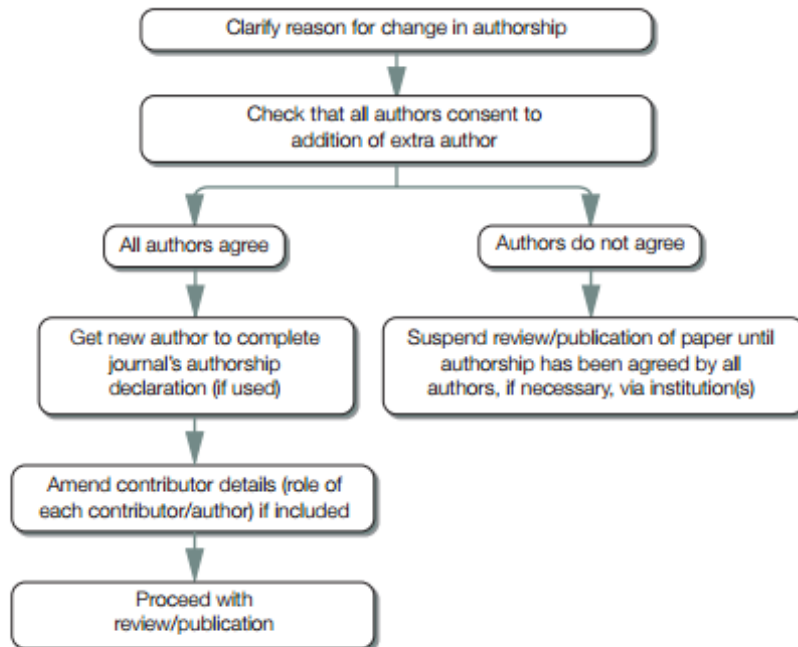 Clarify reason for change in authorship
Check that all authors consent to
addition of extra author
All authors agree
Authors do not agree
Get new author to complete
journal's authorship
declaration (if used)
Suspend review/publication of paper until
authorship has been agreed by all
authors, if necessary, via institution(s)
Amend contributor details (role of
each contributor/author) if included
Proceed with
review/publication